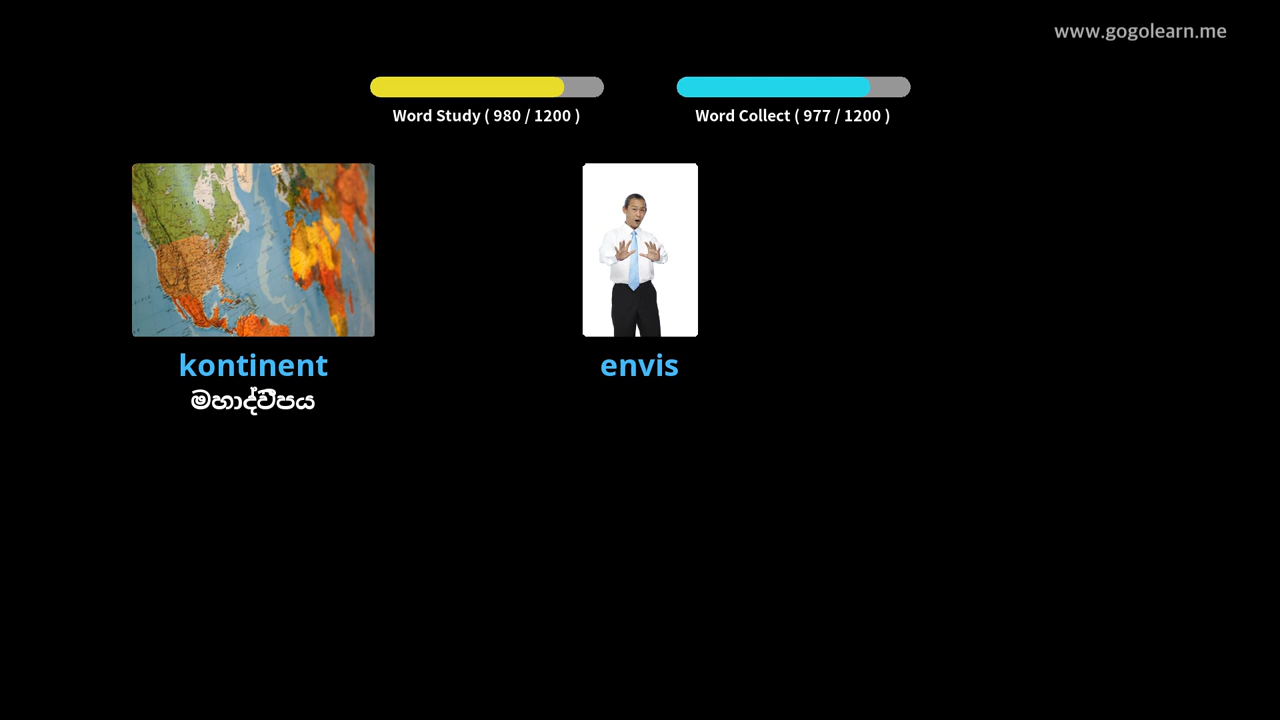 www.gogolearn.me
Word Study ( 980 / 1200 )
Word Collect ( 977 / 1200 )
kontinent
මහාද්වීපය
envis